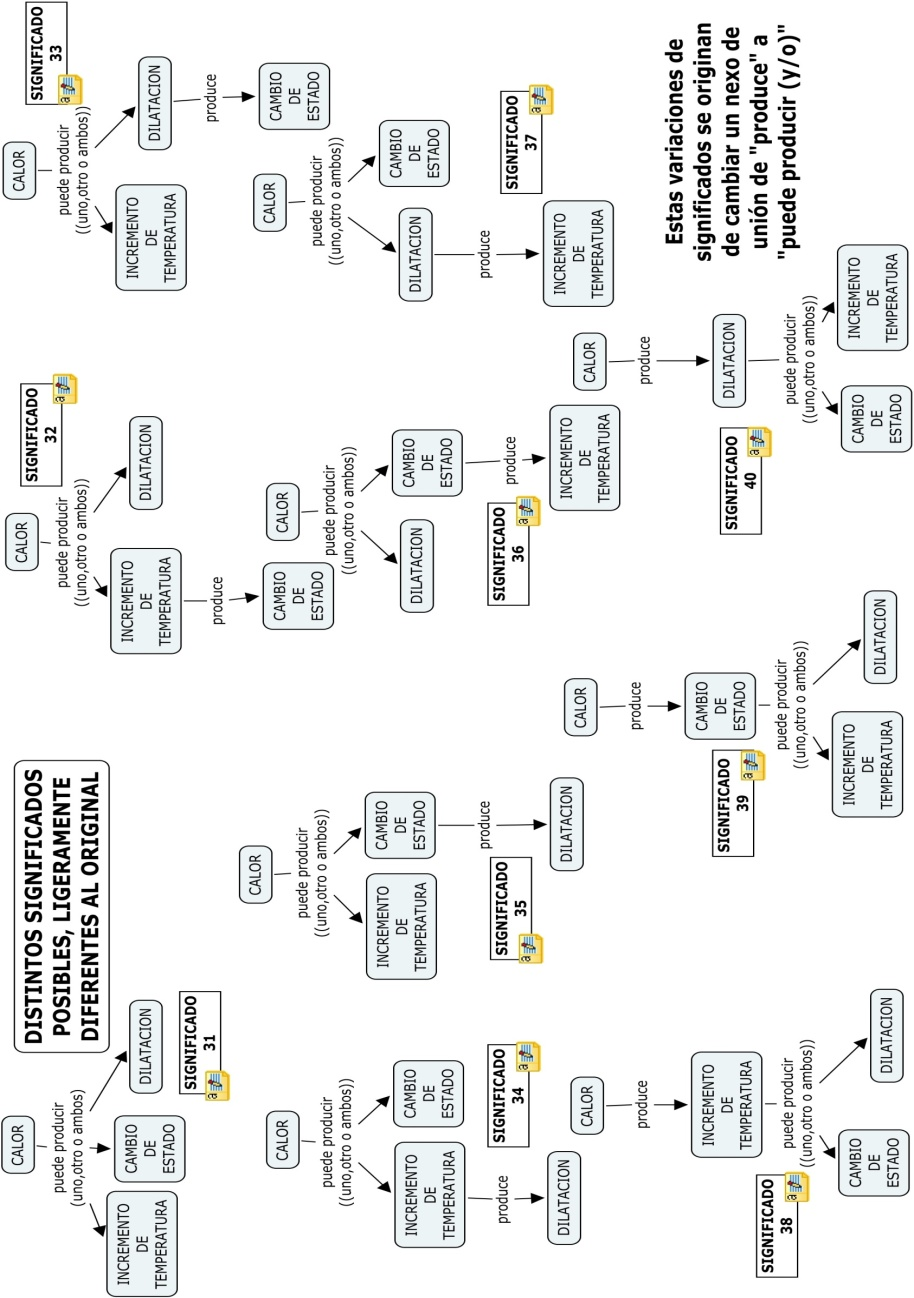 DISTINTOS SIGNIFICADOS
POSIBLES, LIGERAMENTE
DIFERENTES AL ORIGINAL
CALOR
puede producir
(uno,otro o ambos)
INCREMENTO
DE
TEMPERATURA
CAMBIO
DE
ESTADO
DILATACION
SIGNIFICADO
31
CALOR
puede producir
((uno,otro o ambos))
INCREMENTO
DE
TEMPERATURA
DILATACION
produce
CAMBIO
DE
ESTADO
SIGNIFICADO
32
CALOR
puede producir
((uno,otro o ambos))
INCREMENTO
DE
TEMPERATURA
DILATACION
produce
CAMBIO
DE
ESTADO
SIGNIFICADO
33
CALOR
puede producir
((uno,otro o ambos))
INCREMENTO
DE
TEMPERATURA
CAMBIO
DE
ESTADO
produce
DILATACION
SIGNIFICADO
34
CALOR
puede producir
((uno,otro o ambos))
INCREMENTO
DE
TEMPERATURA
CAMBIO
DE
ESTADO
produce
DILATACION
SIGNIFICADO
35
CALOR
puede producir
((uno,otro o ambos))
DILATACION
CAMBIO
DE
ESTADO
produce
INCREMENTO
DE
TEMPERATURA
SIGNIFICADO
36
CALOR
puede producir
((uno,otro o ambos))
DILATACION
CAMBIO
DE
ESTADO
produce
INCREMENTO
DE
TEMPERATURA
SIGNIFICADO
37
CALOR
produce
INCREMENTO
DE
TEMPERATURA
puede producir
((uno,otro o ambos))
CAMBIO
DE
ESTADO
DILATACION
SIGNIFICADO
38
CALOR
produce
CAMBIO
DE
ESTADO
puede producir
((uno,otro o ambos))
INCREMENTO
DE
TEMPERATURA
DILATACION
SIGNIFICADO
39
CALOR
produce
DILATACION
puede producir
((uno,otro o ambos))
CAMBIO
DE
ESTADO
INCREMENTO
DE
TEMPERATURA
SIGNIFICADO
40
Estas variaciones de
significados se originan
de cambiar un nexo de
unión de "produce" a
"puede producir (y/o)"